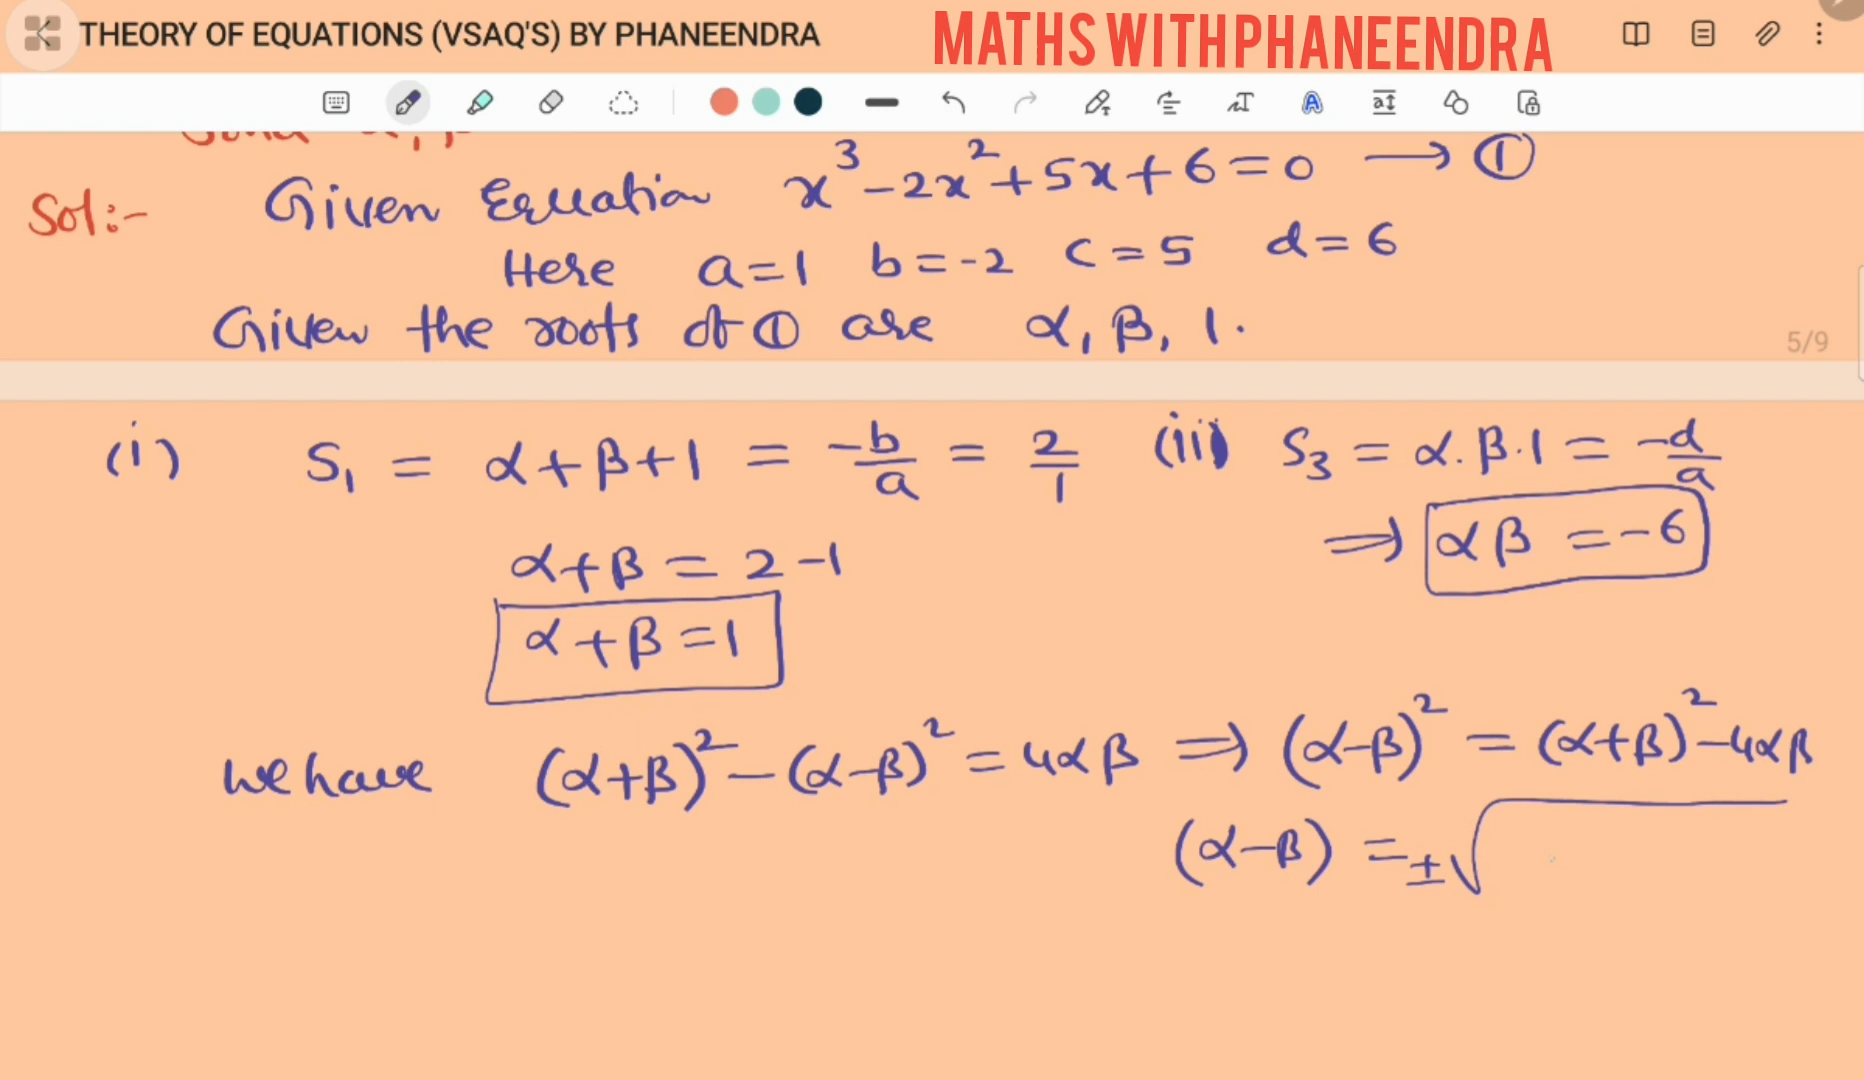 THEORY OF EQUATIONS (VSAQ'S) BY PHANEENDRA
MATHS WITH PHANEENDRA
Sol:- Given Equation x³-2x²+5x+6=0 → ①
Here a=1 b=-2 c=5 d=6
Given the roots of ① are α, β, 1.
5/9
(i) S₁ = α+β+1 = -b/a = 2/1
α+β = 2-1
α+β=1
(iii) S₃ = α.β.1 = -d/a
⇒ αβ = -6
we have (α+β)²-(α-β)² = 4αβ ⇒ (α-β)² = (α+β)²-4αβ
(α-β) = ±√